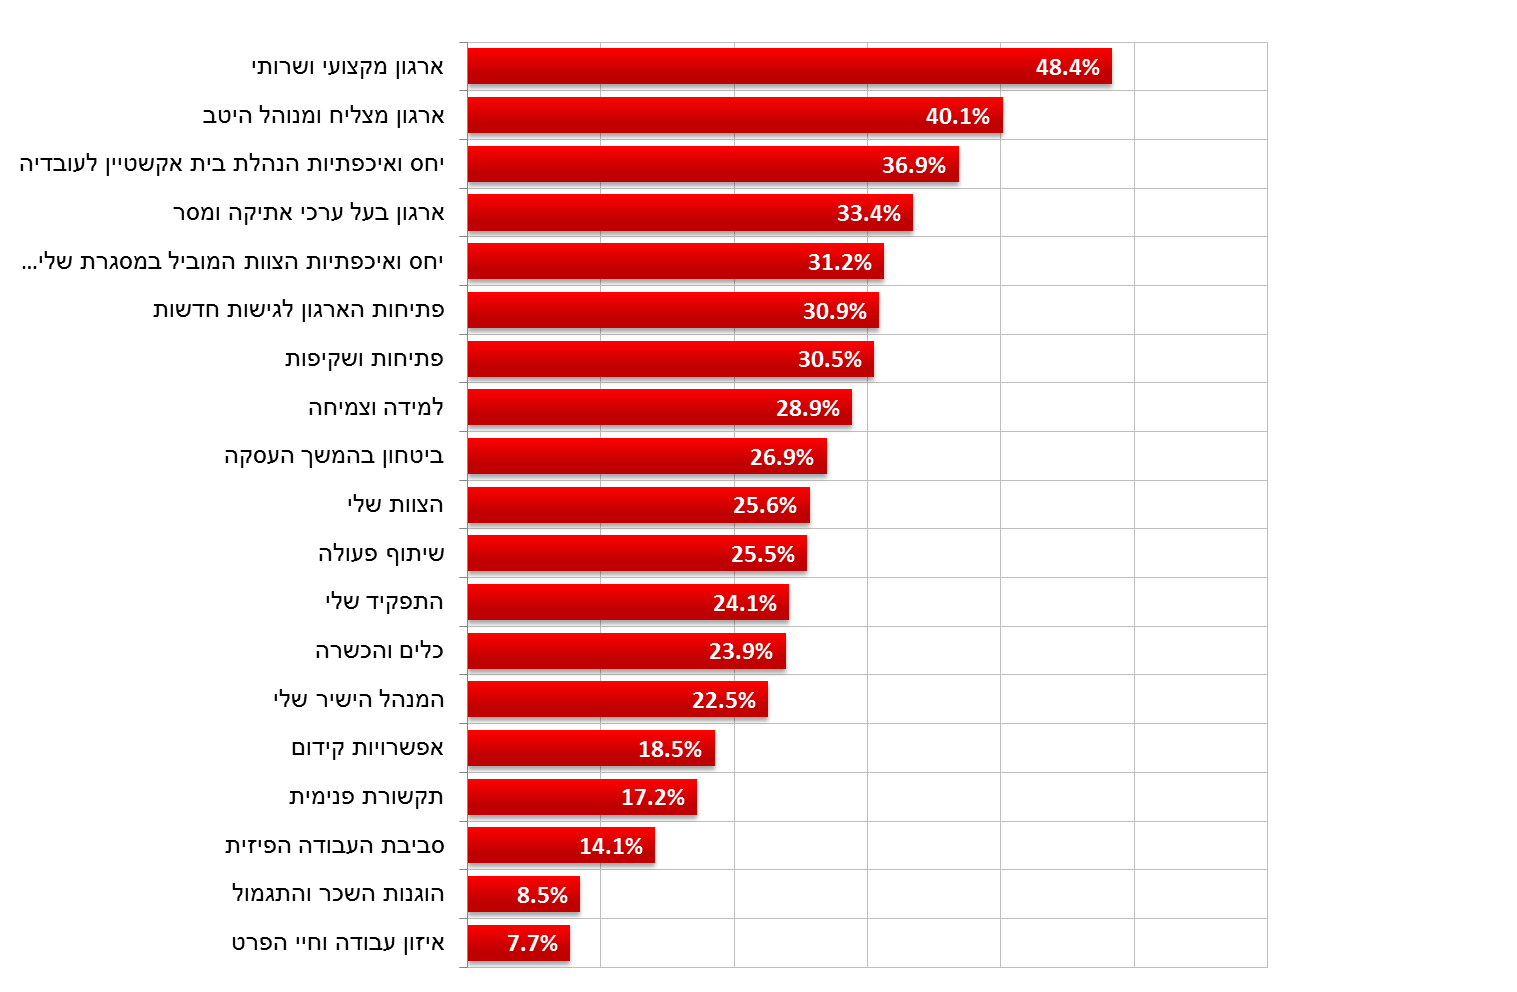 ארגון מקצועי ושרותי 48.4%
ארגון מצליח ומנוהל היטב 40.1%
יחס ואיכפתיות הנהלת בית אקשטיין לעובדיה 36.9%
ארגון בעל ערכי אתיקה ומסר 33.4%
יחס ואיכפתיות הצוות המוביל במסגרת שלי... 31.2%
פתיחות הארגון לגישות חדשות 30.9%
פתיחות ושקיפות 30.5%
למידה וצמיחה 28.9%
ביטחון בהמשך העסקה 26.9%
הצוות שלי 25.6%
שיתוף פעולה 25.5%
התפקיד שלי 24.1%
כלים והכשרה 23.9%
המנהל הישיר שלי 22.5%
אפשרויות קידום 18.5%
תקשורת פנימית 17.2%
סביבת העבודה הפיזית 14.1%
הוגנות השכר והתגמול 8.5%
איזון עבודה וחיי הפרט 7.7%